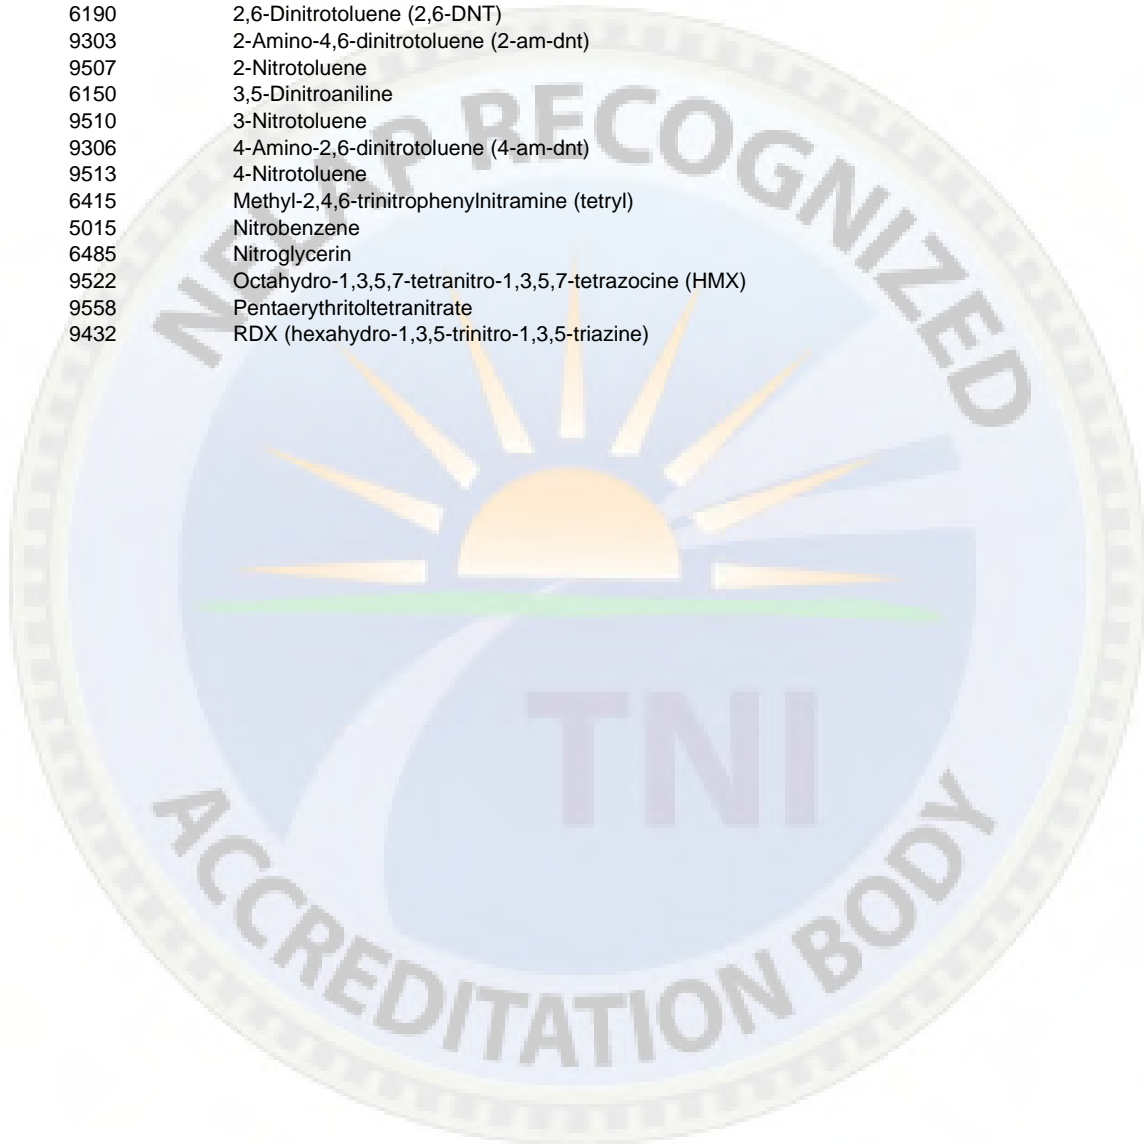 6190 2,6-Dinitrotoluene (2,6-DNT)
9303 2-Amino-4,6-dinitrotoluene (2-am-dnt)
9507 2-Nitrotoluene
6150 3,5-Dinitroaniline
9510 3-Nitrotoluene
9306 4-Amino-2,6-dinitrotoluene (4-am-dnt)
9513 4-Nitrotoluene
6415 Methyl-2,4,6-trinitrophenylnitramine (tetryl)
5015 Nitrobenzene
6485 Nitroglycerin
9522 Octahydro-1,3,5,7-tetranitro-1,3,5,7-tetrazocine (HMX)
9558 Pentaerythritoltetranitrate
9432 RDX (hexahydro-1,3,5-trinitro-1,3,5-triazine)
NELAP RECOGNIZED
TNI
ACCREDITATION BODY